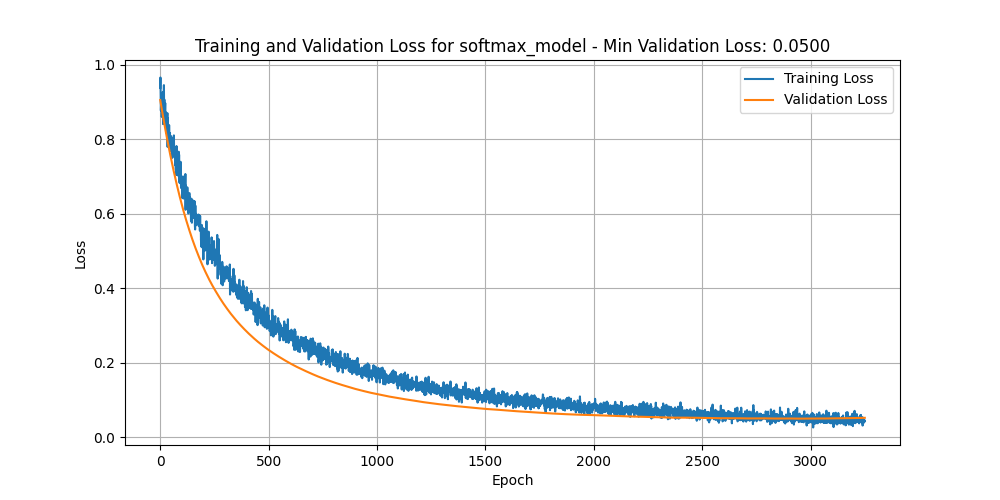 Training and Validation Loss for softmax_model - Min Validation Loss: 0.0500
Training Loss
Validation Loss
1.0
0.8
0.6
0.4
0.2
0.0
Loss
0 500 1000 1500 2000 2500 3000
Epoch